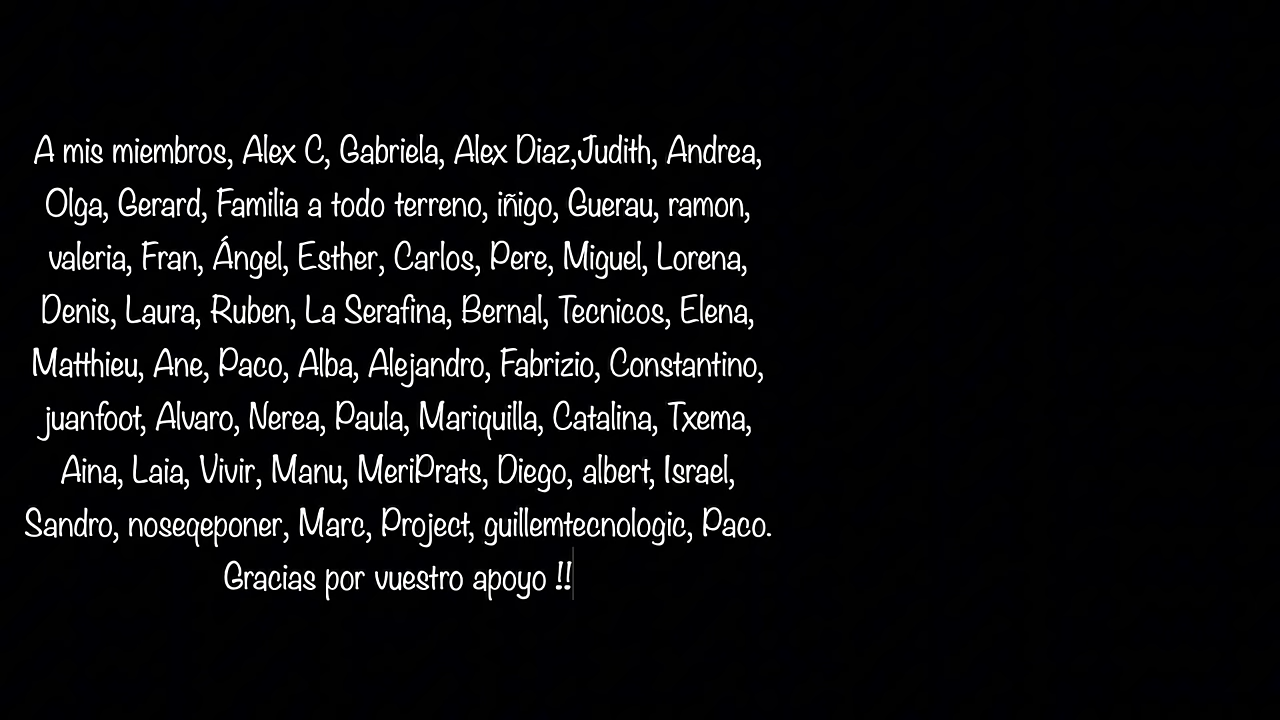 A mis miembros, Alex C, Gabriela, Alex Diaz,Judith, Andrea,
Olga, Gerard, Familia a todo terreno, iñigo, Guerau, ramon,
valeria, Fran, Ángel, Esther, Carlos, Pere, Miguel, Lorena,
Denis, Laura, Ruben, La Serafina, Bernal, Tecnicos, Elena,
Matthieu, Ane, Paco, Alba, Alejandro, Fabrizio, Constantino,
juanfoot, Alvaro, Nerea, Paula, Mariquilla, Catalina, Txema,
Aina, Laia, Vivir, Manu, MeriPrats, Diego, albert, Israel,
Sandro, noseqeponer, Marc, Project, guillemtecnologic, Paco.
Gracias por vuestro apoyo !!